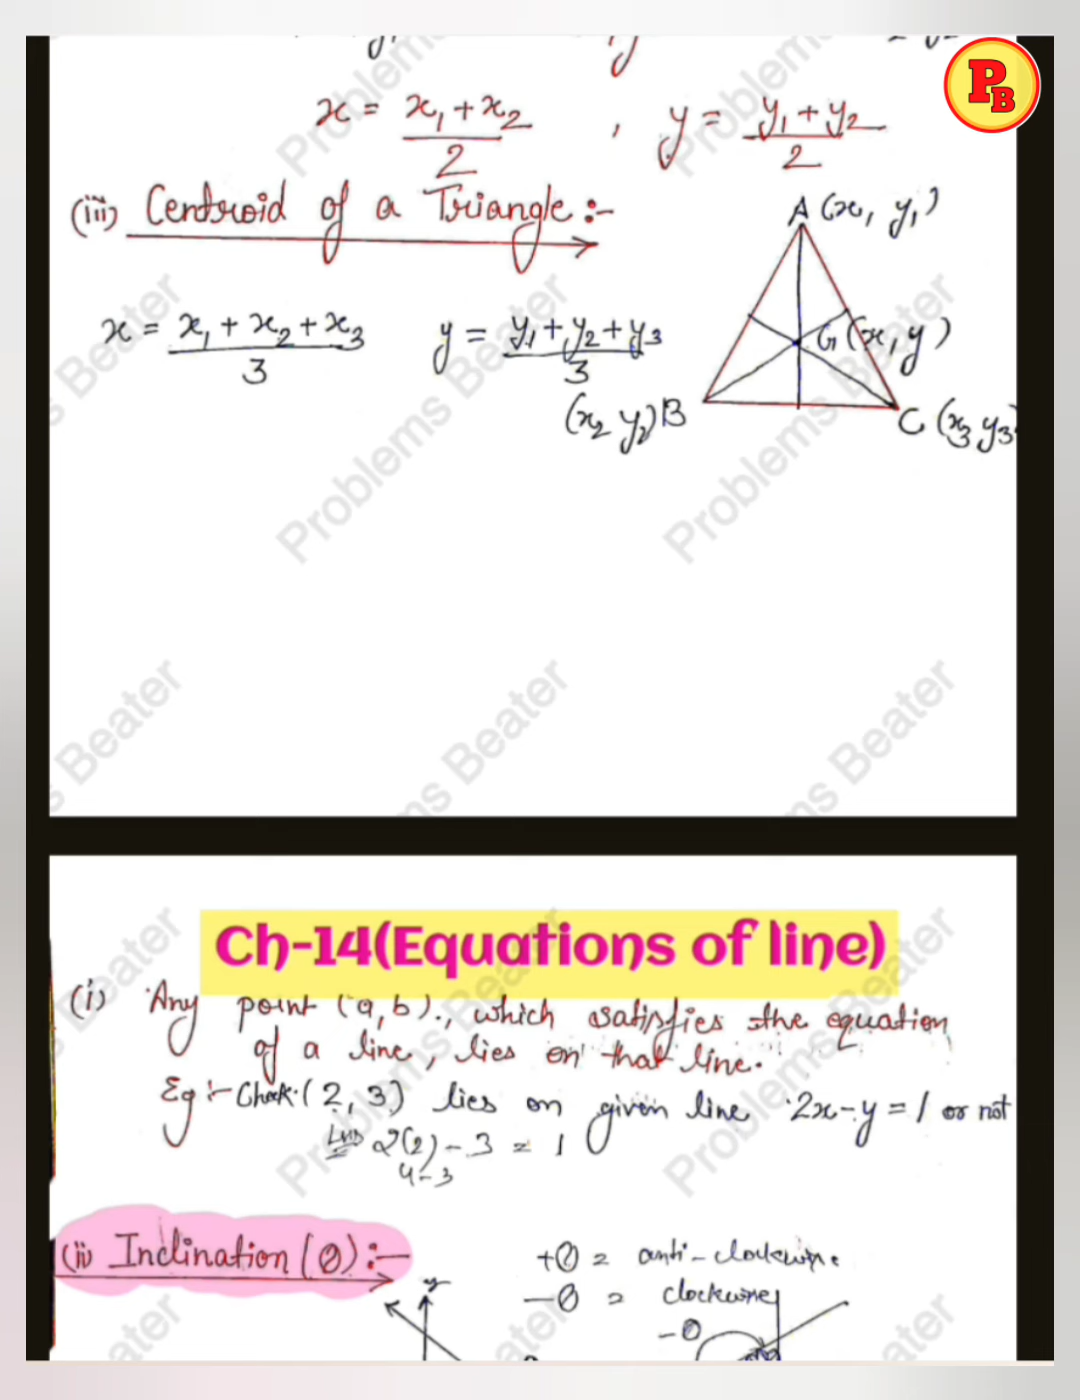 PB
x = x₁ + x₂ / 2 , y = y₁ + y₂ / 2
(iii) Centroid of a Triangle :-
A (x₁ y₁)
x = x₁ + x₂ + x₃ / 3 y = y₁ + y₂ + y₃ / 3
G (x, y)
(x₂ y₂) B
C (x₃ y₃)
Problems Beater
Ch-14(Equations of line)
(i) Any point (a, b), which satisfies the equation
of a line, lies on that line.
Eg :- Check (2, 3) lies on given line 2x - y = 1 or not
LHS 2(2) - 3 = 1
4 - 3
(ii) Inclination (θ) :-
+θ = anti-clockwise
-θ = clockwise
y
-θ